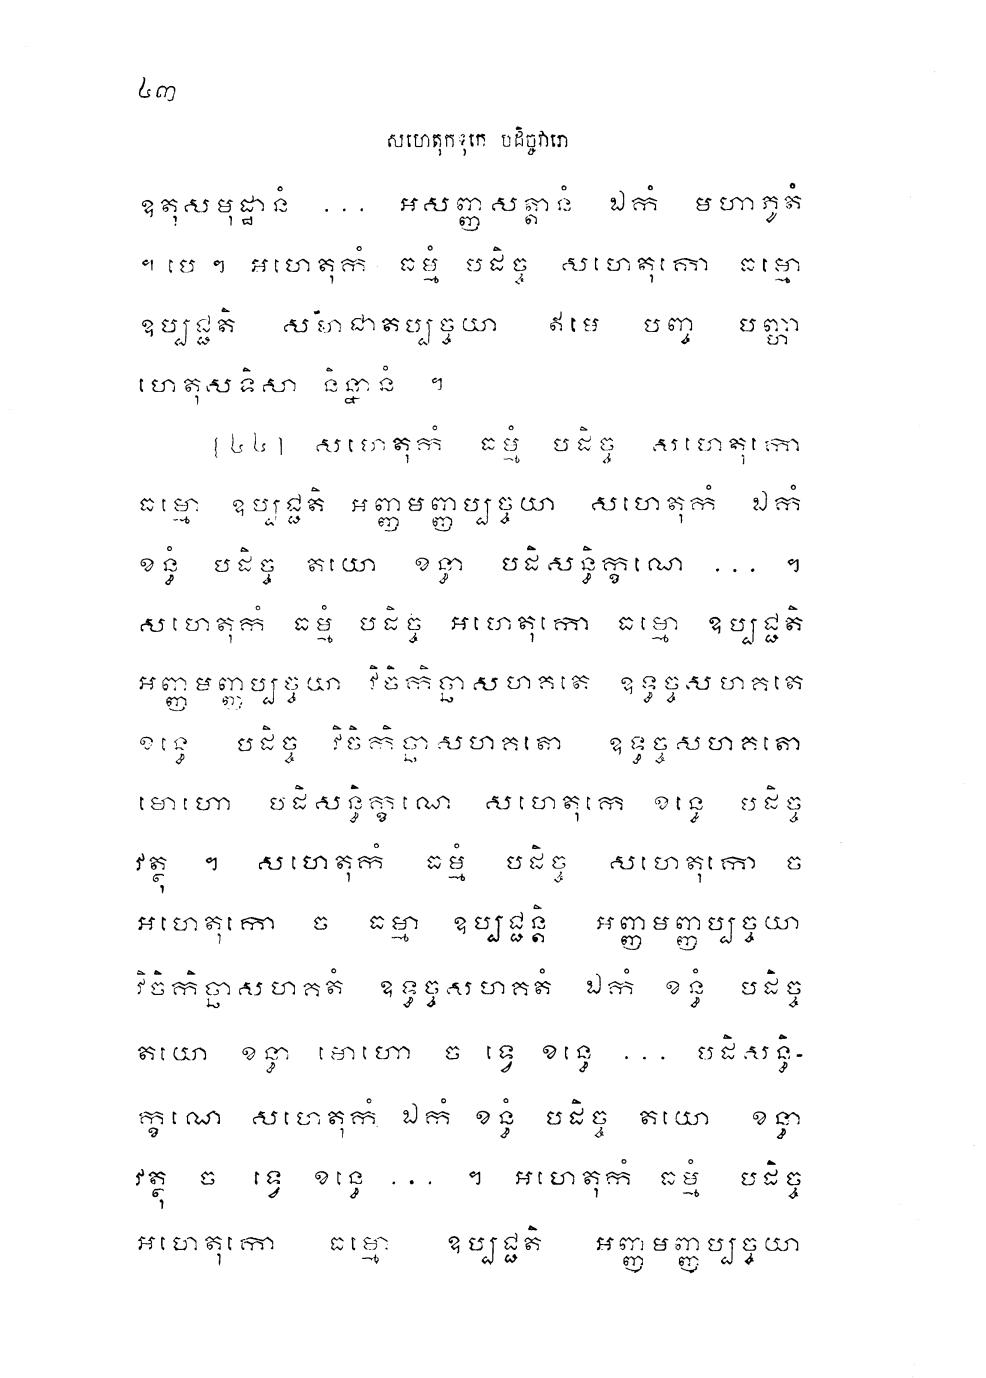 ៤៣
សហេតុកទុកេ បដិច្ចវារោ
ឧតុសមុដ្ឋានំ ... អសញ្ញសត្តានំ ឯកំ មហាភូតំ
។ បេ ។ អហេតុកំ ធម្មំ បដិច្ច សហេតុកោ ធម្មោ
ឧប្បជ្ជតិ សហជាតប្បច្ចយា ឥមេ បញ្ច បញ្ហា
ហេតុសទិសា និន្នានំ ។
[៤៤] សហេតុកំ ធម្មំ បដិច្ច សហេតុកោ
ធម្មោ ឧប្បជ្ជតិ អញ្ញមញ្ញប្បច្ចយា សហេតុកំ ឯកំ
ខន្ធំ បដិច្ច តយោ ខន្ធា បដិសន្ធិក្ខណេ ... ។
សហេតុកំ ធម្មំ បដិច្ច អហេតុកោ ធម្មោ ឧប្បជ្ជតិ
អញ្ញមញ្ញប្បច្ចយា វិចិកិច្ឆាសហគតេ ឧទ្ធច្ចសហគតេ
ខន្ធេ បដិច្ច វិចិកិច្ឆាសហគតោ ឧទ្ធច្ចសហគតោ
មោហោ បដិសន្ធិក្ខណេ សហេតុកេ ខន្ធេ បដិច្ច
វត្ថុ ។ សហេតុកំ ធម្មំ បដិច្ច សហេតុកោ ច
អហេតុកោ ច ធម្មា ឧប្បជ្ជន្តិ អញ្ញមញ្ញប្បច្ចយា
វិចិកិច្ឆាសហគតំ ឧទ្ធច្ចសហគតំ ឯកំ ខន្ធំ បដិច្ច
តយោ ខន្ធា មោហោ ច ទ្វេ ខន្ធេ ... បដិសន្ធិ-
ក្ខណេ សហេតុកំ ឯកំ ខន្ធំ បដិច្ច តយោ ខន្ធា
វត្ថុ ច ទ្វេ ខន្ធេ ... ។ អហេតុកំ ធម្មំ បដិច្ច
អហេតុកោ ធម្មោ ឧប្បជ្ជតិ អញ្ញមញ្ញប្បច្ចយា